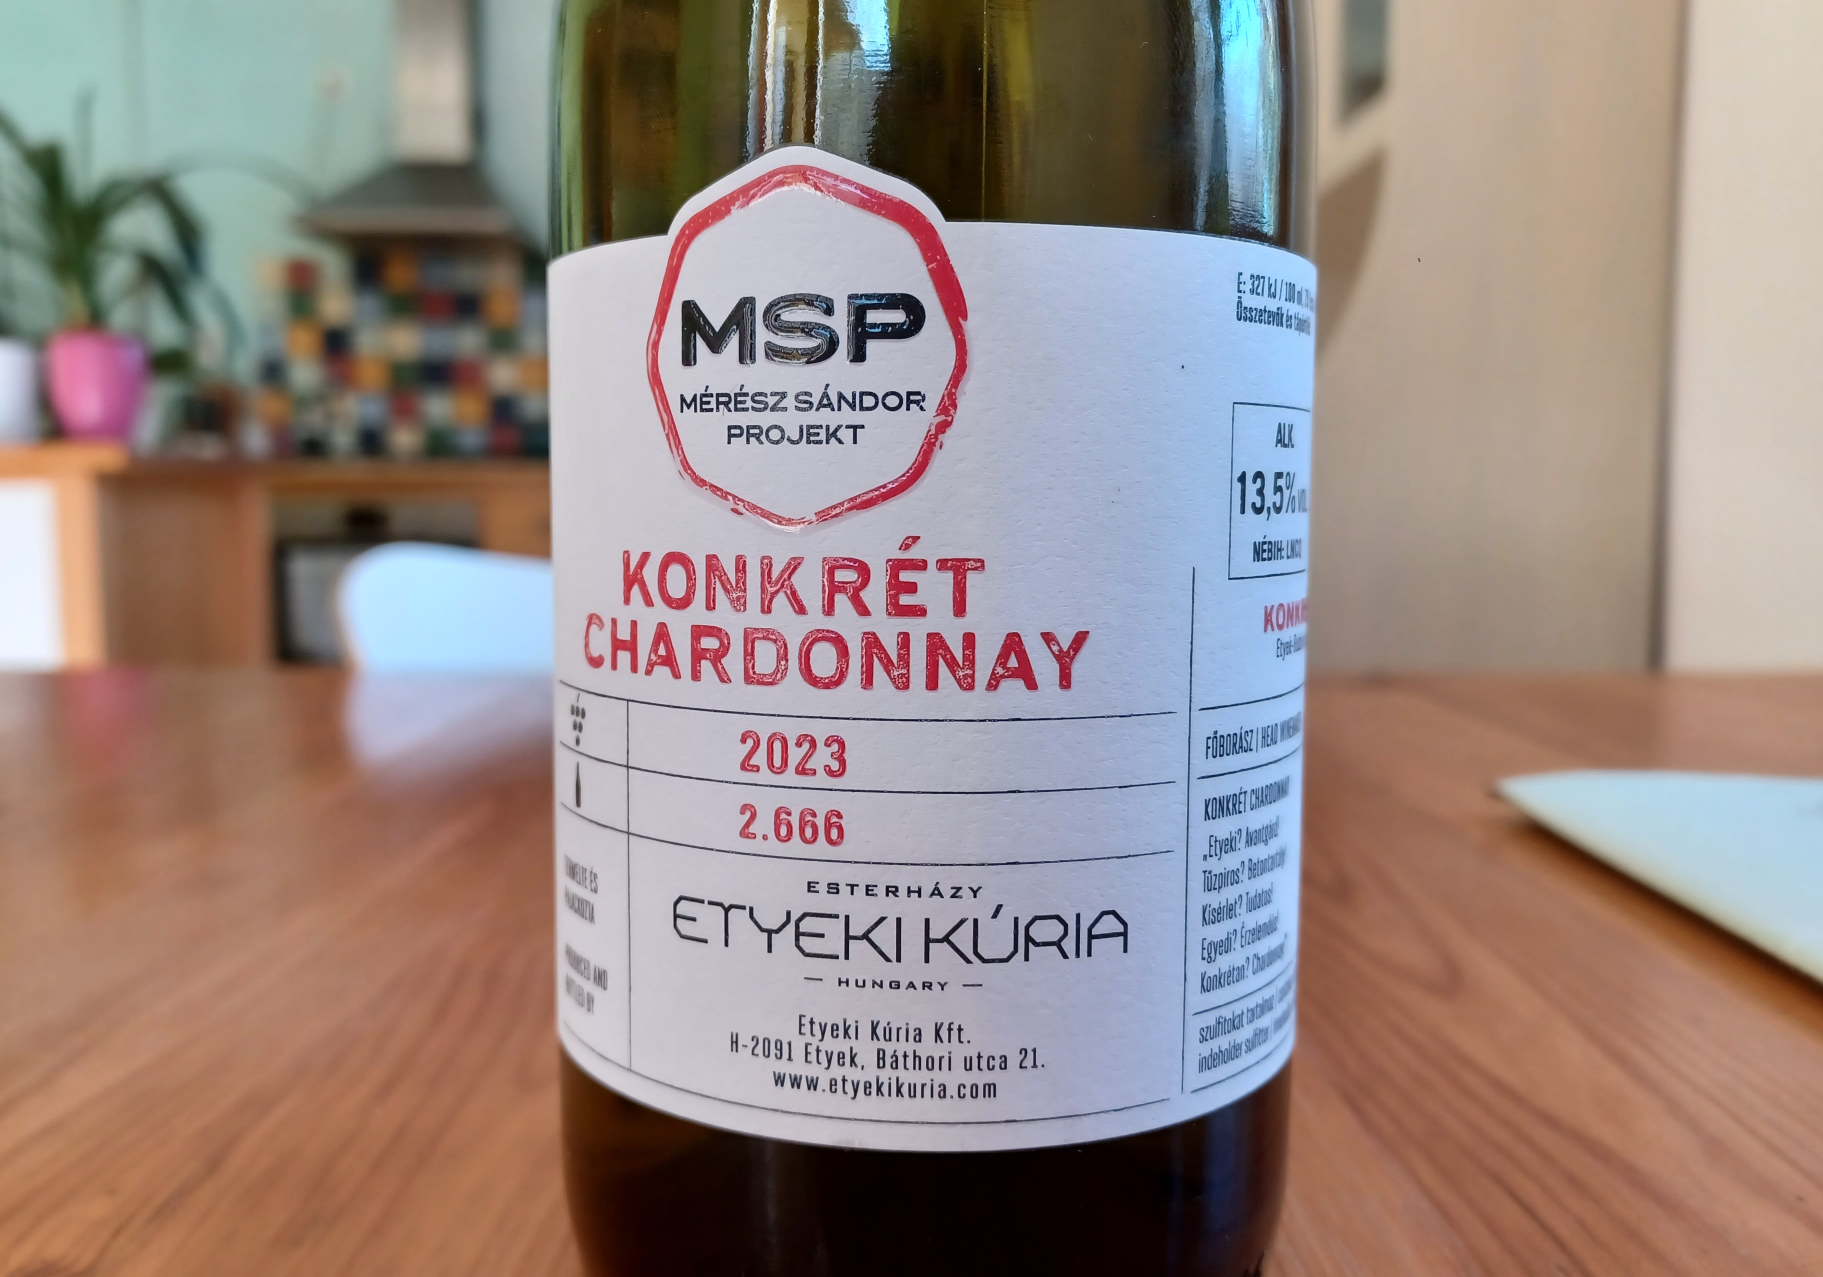 MSP
MÉRÉSZ SÁNDOR
PROJEKT
KONKRÉT
CHARDONNAY
2023
2.666
TERMELTE ÉS
PALACKOZTA
PRODUCED AND
BOTTLED BY
ESTERHÁZY
ETYEKI KÚRIA
— HUNGARY —
Etyeki Kúria Kft.
H-2091 Etyek, Báthori utca 21.
www.etyekikuria.com
E: 327 kJ / 100 ml,
Összetevők és
ALK.
13,5% VOL.
NÉBIH:
FŐBORÁSZ | HEAD
KONKRÉT CHARDONNAY
„Etyeki? Avantgárd!
Tűzpiros? Betontartály!
Kísérlet? Tudatos!
Egyedi? Érzelemdús!
Konkrétan? Chardonnay"
szulfitokat tartalmaz |
indeholder sulfitter |